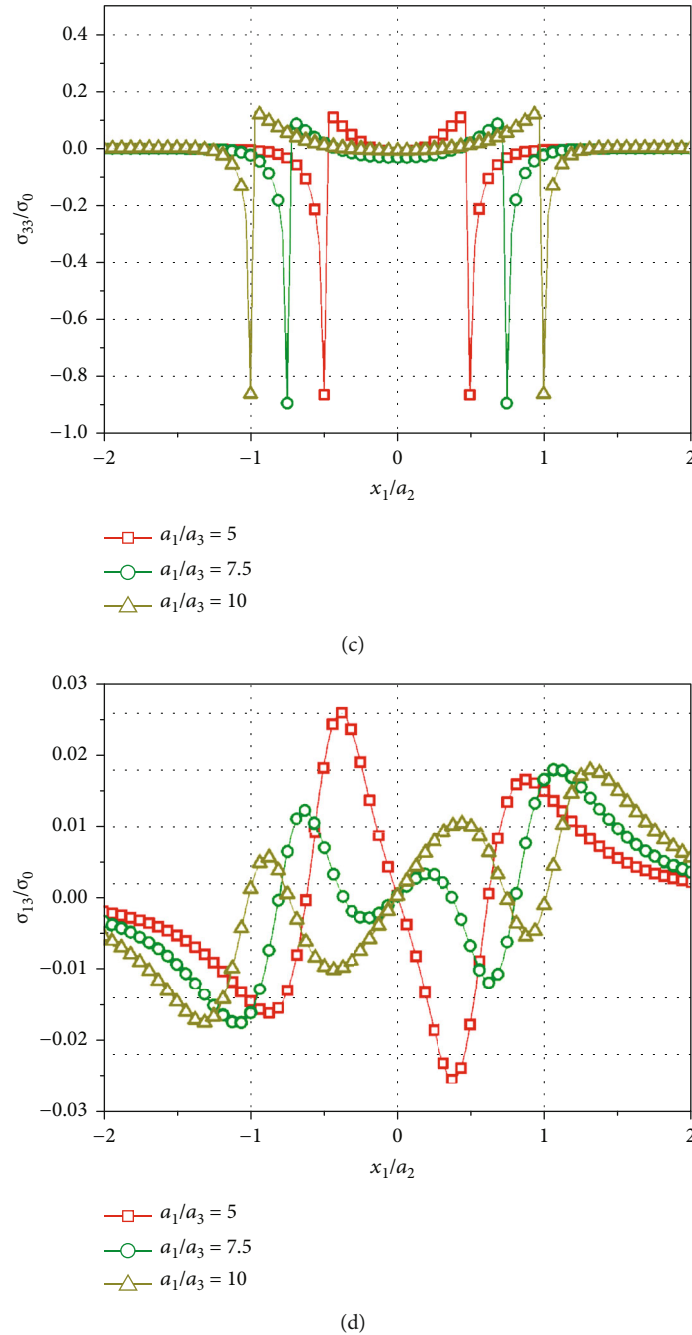 0.4
0.2
0.0
−0.2
−0.4
−0.6
−0.8
−1.0
σ33/σ0
−2 −1 0 1 2
x1/a2
a1/a3 = 5
a1/a3 = 7.5
a1/a3 = 10
(c)
0.03
0.02
0.01
0.00
−0.01
−0.02
−0.03
σ13/σ0
−2 −1 0 1 2
x1/a2
a1/a3 = 5
a1/a3 = 7.5
a1/a3 = 10
(d)